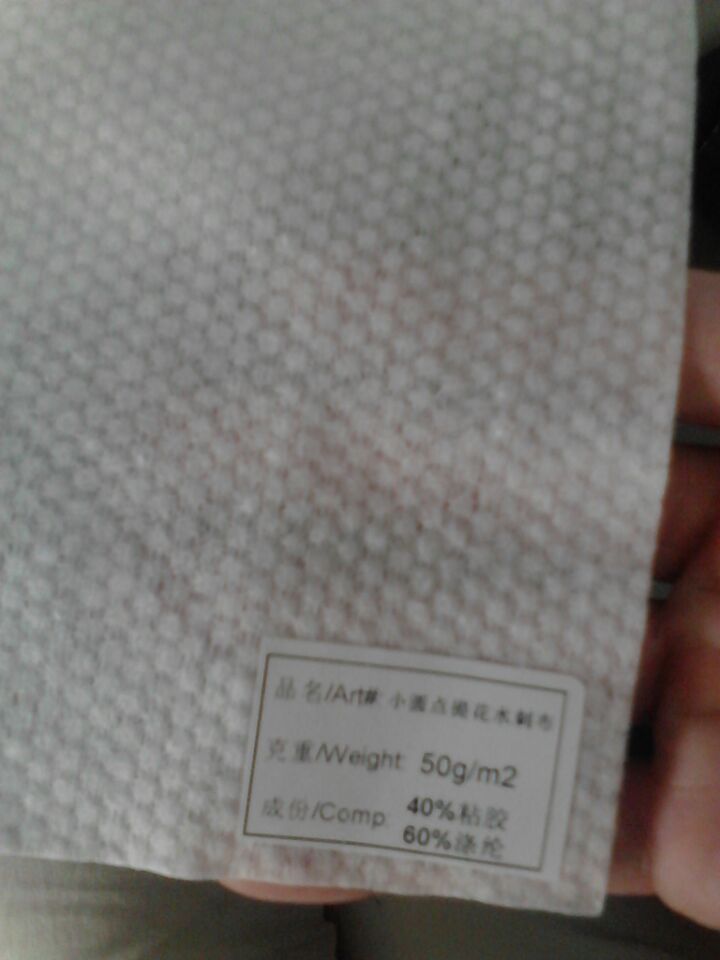 品名/Art#: 小圆点提花水刺布
克重/Weight: 50g/m2
成份/Comp. 40%粘胶
60%涤纶